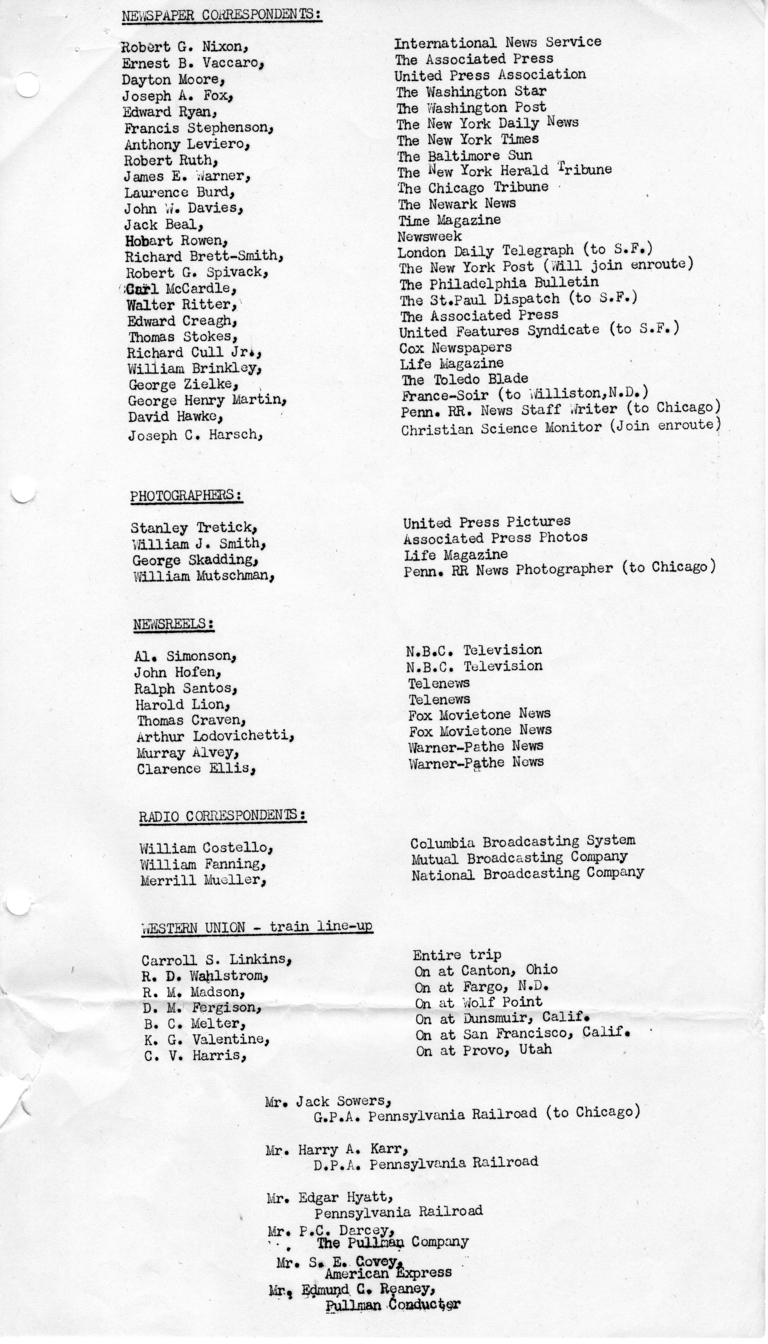 NEWSPAPER CORRESPONDENTS:
Robert G. Nixon, International News Service
Ernest B. Vaccaro, The Associated Press
Dayton Moore, United Press Association
Joseph A. Fox, The Washington Star
Edward Ryan, The Washington Post
Francis Stephenson, The New York Daily News
Anthony Leviero, The New York Times
Robert Ruth, The Baltimore Sun
James E. Warner, The New York Herald Tribune
Laurence Burd, The Chicago Tribune
John W. Davies, The Newark News
Jack Beal, Time Magazine
Hobart Rowen, Newsweek
Richard Brett-Smith, London Daily Telegraph (to S.F.)
Robert G. Spivack, The New York Post (Will join enroute)
Carl McCardle, The Philadelphia Bulletin
Walter Ritter, The St.Paul Dispatch (to S.F.)
Edward Creagh, The Associated Press
Thomas Stokes, United Features Syndicate (to S.F.)
Richard Cull Jr., Cox Newspapers
William Brinkley, Life Magazine
George Zielke, The Toledo Blade
George Henry Martin, France-Soir (to Williston,N.D.)
David Hawke, Penn. RR. News Staff Writer (to Chicago)
Joseph C. Harsch, Christian Science Monitor (Join enroute)
PHOTOGRAPHERS:
Stanley Tretick, United Press Pictures
William J. Smith, Associated Press Photos
George Skadding, Life Magazine
William Mutschman, Penn. RR News Photographer (to Chicago)
NEWSREELS:
Al. Simonson, N.B.C. Television
John Hofen, N.B.C. Television
Ralph Santos, Telenews
Harold Lion, Telenews
Thomas Craven, Fox Movietone News
Arthur Lodovichetti, Fox Movietone News
Murray Alvey, Warner-Pathe News
Clarence Ellis, Warner-Pathe News
RADIO CORRESPONDENTS:
William Costello, Columbia Broadcasting System
William Fanning, Mutual Broadcasting Company
Merrill Mueller, National Broadcasting Company
WESTERN UNION - train line-up
Carroll S. Linkins, Entire trip
R. D. Wahlstrom, On at Canton, Ohio
R. M. Madson, On at Fargo, N.D.
D. M. Fergison, On at Wolf Point
B. C. Melter, On at Dunsmuir, Calif.
K. G. Valentine, On at San Francisco, Calif.
C. V. Harris, On at Provo, Utah
Mr. Jack Sowers,
G.P.A. Pennsylvania Railroad (to Chicago)
Mr. Harry A. Karr,
D.P.A. Pennsylvania Railroad
Mr. Edgar Hyatt,
Pennsylvania Railroad
Mr. P.C. Darcey,
The Pullman Company
Mr. S. E. Covey,
American Express
Mr. Edmund C. Reaney,
Pullman Conductor